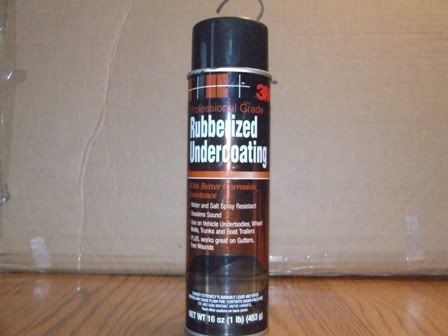 3M
Professional Grade
Rubberized
Undercoating
With Better Corrosion
Resistance
Water and Salt Spray Resistant
Deadens Sound
Use on Vehicle Underbodies, Wheel
Wells, Trunks and Boat Trailers
PLUS, works great on Gutters,
Tree Wounds
NET WT 16 oz (1 lb) (453 g)